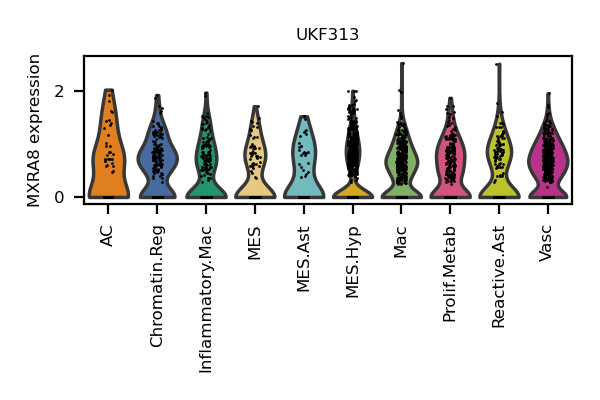 UKF313
MXRA8 expression
2
0
AC
Chromatin.Reg
Inflammatory.Mac
MES
MES.Ast
MES.Hyp
Mac
Prolif.Metab
Reactive.Ast
Vasc